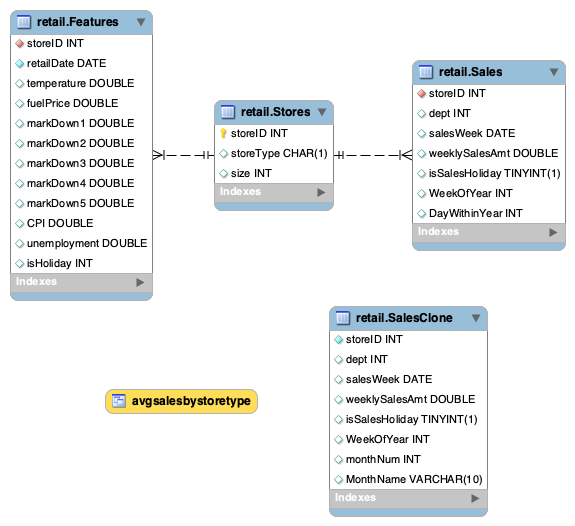 retail.Features
storeID INT
retailDate DATE
temperature DOUBLE
fuelPrice DOUBLE
markDown1 DOUBLE
markDown2 DOUBLE
markDown3 DOUBLE
markDown4 DOUBLE
markDown5 DOUBLE
CPI DOUBLE
unemployment DOUBLE
isHoliday INT
Indexes
retail.Stores
storeID INT
storeType CHAR(1)
size INT
Indexes
retail.Sales
storeID INT
dept INT
salesWeek DATE
weeklySalesAmt DOUBLE
isSalesHoliday TINYINT(1)
WeekOfYear INT
DayWithinYear INT
Indexes
retail.SalesClone
storeID INT
dept INT
salesWeek DATE
weeklySalesAmt DOUBLE
isSalesHoliday TINYINT(1)
WeekOfYear INT
monthNum INT
MonthName VARCHAR(10)
Indexes
avgsalesbystoretype